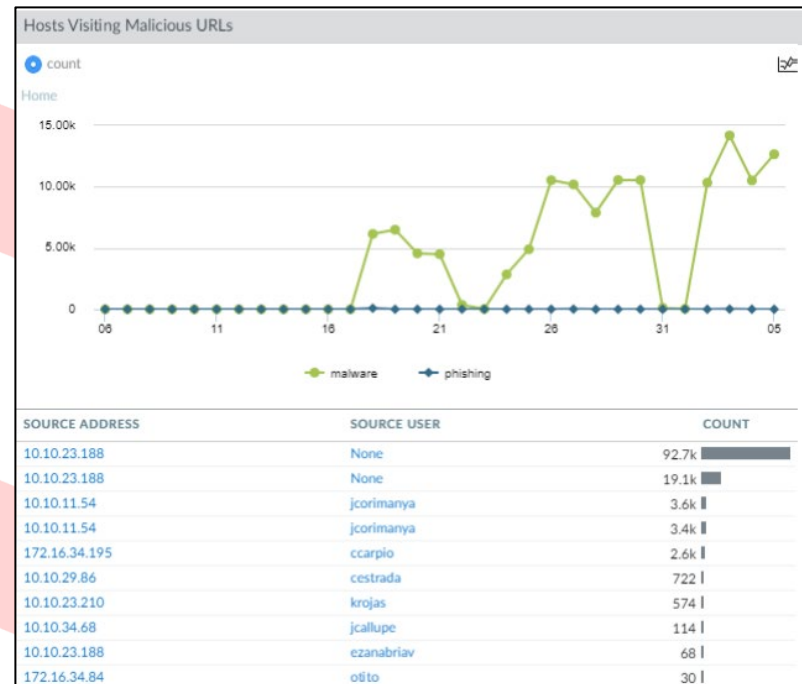 Hosts Visiting Malicious URLs
count
Home
15.00k
10.00k
5.00k
0
06 11 16 21 26 31 05
malware phishing
SOURCE ADDRESS SOURCE USER COUNT
10.10.23.188 None 92.7k
10.10.23.188 None 19.1k
10.10.11.54 jcorimanya 3.6k
10.10.11.54 jcorimanya 3.4k
172.16.34.195 ccarpio 2.6k
10.10.29.86 cestrada 722
10.10.23.210 krojas 574
10.10.34.68 jcallupe 114
10.10.23.188 ezanabriav 68
172.16.34.84 otito 30